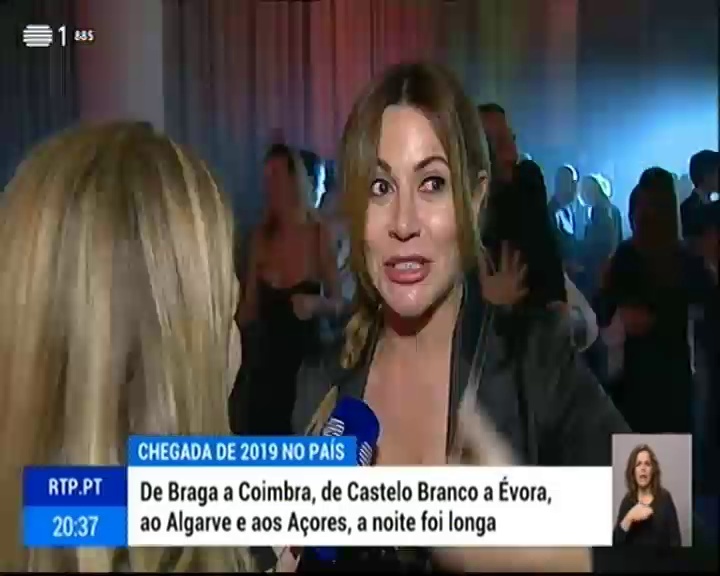 1 885
CHEGADA DE 2019 NO PAÍS
RTP.PT
De Braga a Coimbra, de Castelo Branco a Évora,
20:37
ao Algarve e aos Açores, a noite foi longa